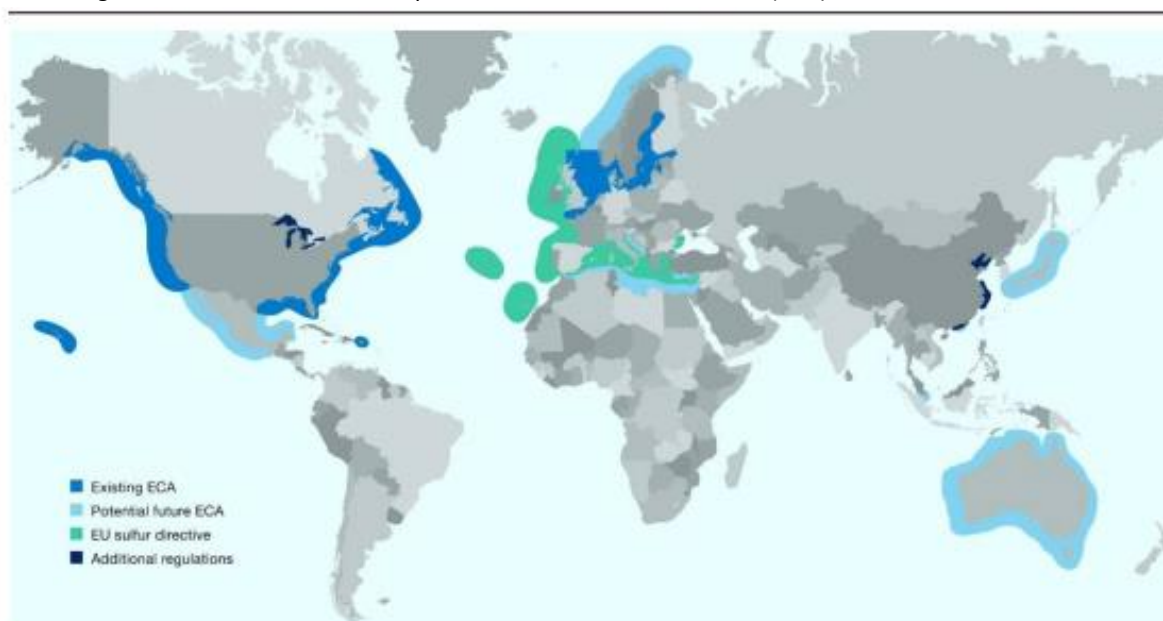 Existing ECA
Potential future ECA
EU sulfur directive
Additional regulations